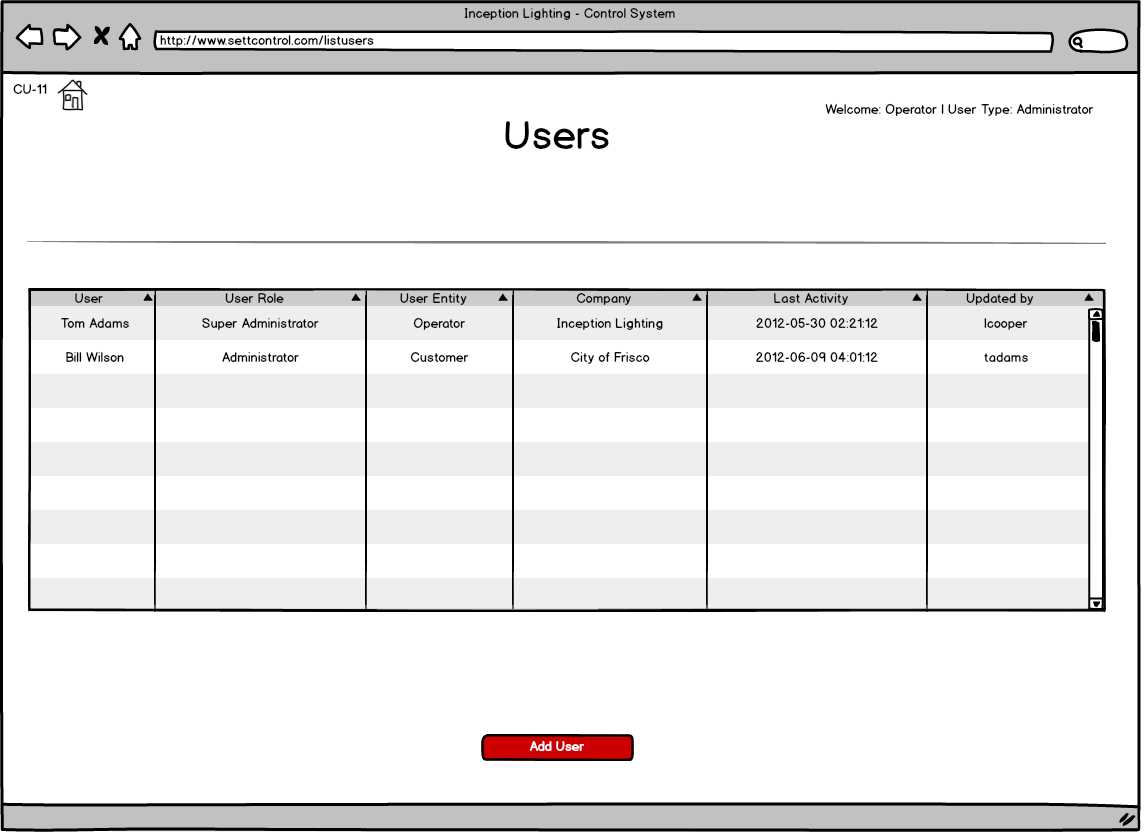 Inception Lighting - Control System
http://www.settcontrol.com/listusers
CU-11
Welcome: Operator | User Type: Administrator
Users
User User Role User Entity Company Last Activity Updated by
Tom Adams Super Administrator Operator Inception Lighting 2012-05-30 02:21:12 lcooper
Bill Wilson Administrator Customer City of Frisco 2012-06-09 04:01:12 tadams
Add User